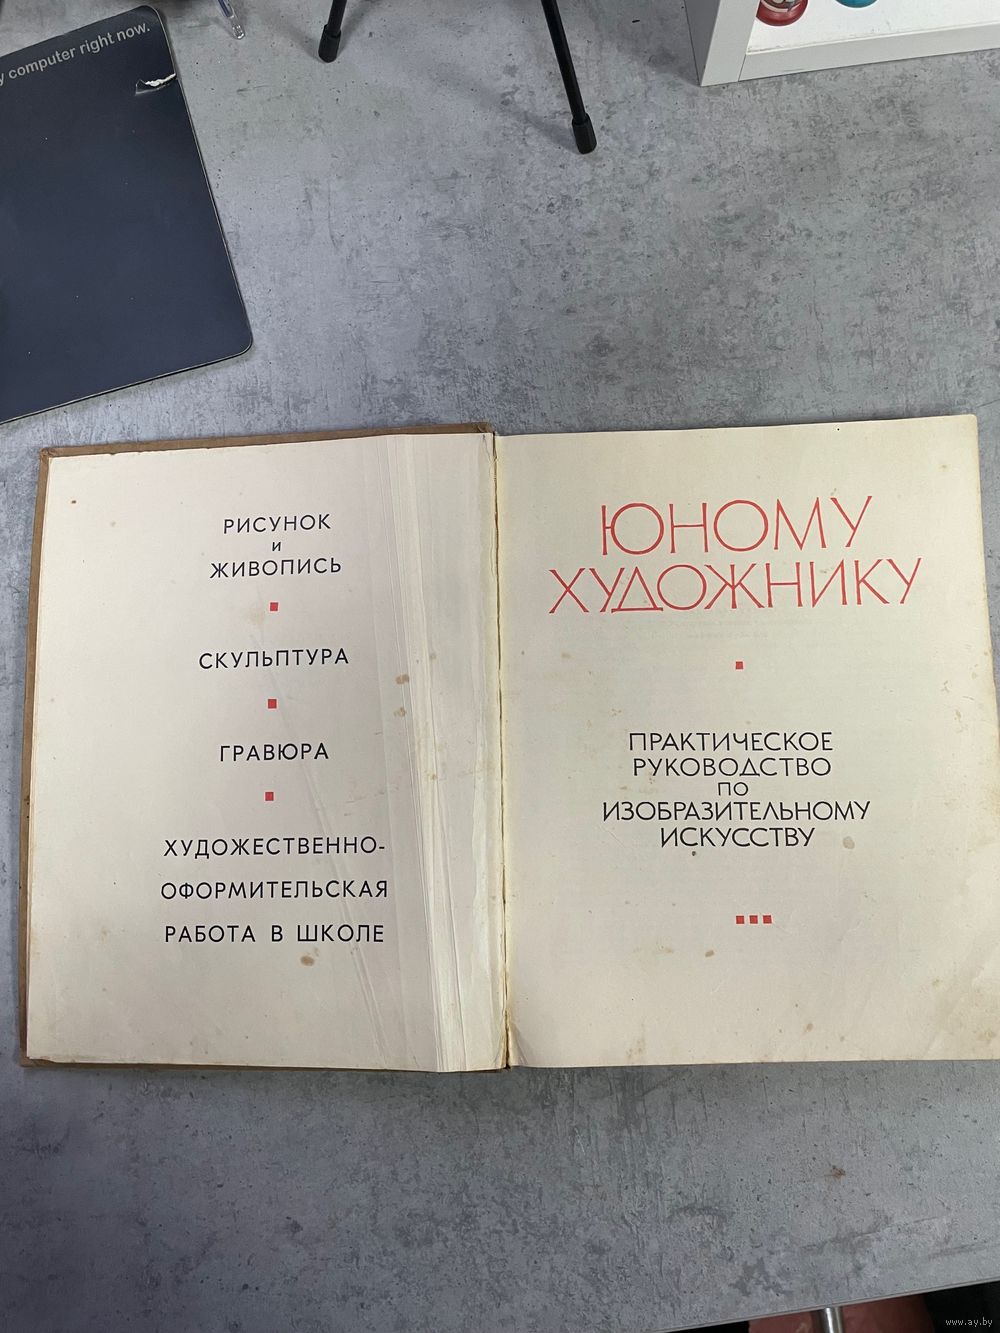 y computer right now.
РИСУНОК
и
ЖИВОПИСЬ
СКУЛЬПТУРА
ГРАВЮРА
ХУДОЖЕСТВЕННО-
ОФОРМИТЕЛЬСКАЯ
РАБОТА В ШКОЛЕ
ЮНОМУ
ХУДОЖНИКУ
ПРАКТИЧЕСКОЕ
РУКОВОДСТВО
ПО
ИЗОБРАЗИТЕЛЬНОМУ
ИСКУССТВУ
www.ay.by